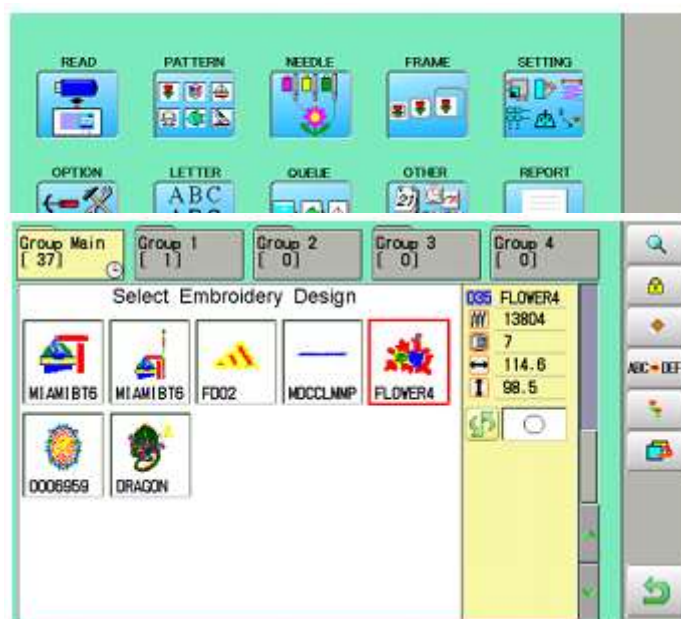 READ PATTERN NEEDLE FRAME SETTING
OPTION LETTER QUEUE OTHER REPORT
ABC
21
Group Main
[ 37]
Group 1
[ 1]
Group 2
[ 0]
Group 3
[ 0]
Group 4
[ 0]
Select Embroidery Design
MIAMIBT6 MIAMIBT6 FD02 MDCCLNMP FLOWER4
0006959 DRAGON
035 FLOWER4
13804
7
114.6
98.5
ABC DEF